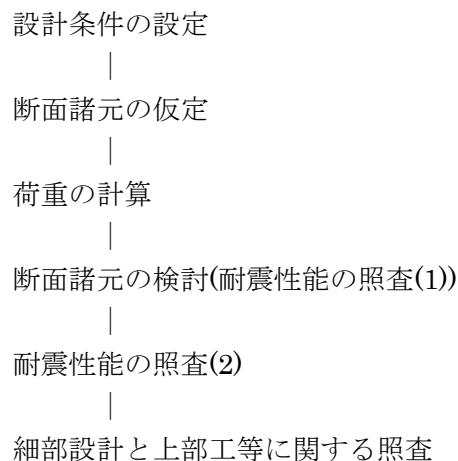 設計条件の設定
断面諸元の仮定
荷重の計算
断面諸元の検討(耐震性能の照査(1))
耐震性能の照査(2)
細部設計と上部工等に関する照査